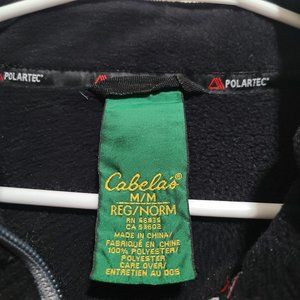 POLARTEC®
POLARTEC®
Cabela's®
M/M
REG/NORM
RN 56835
CA 53602
MADE IN CHINA/
FABRIQUÉ EN CHINE
100% POLYESTER/
POLYESTER
CARE OVER/
ENTRETIEN AU DOS